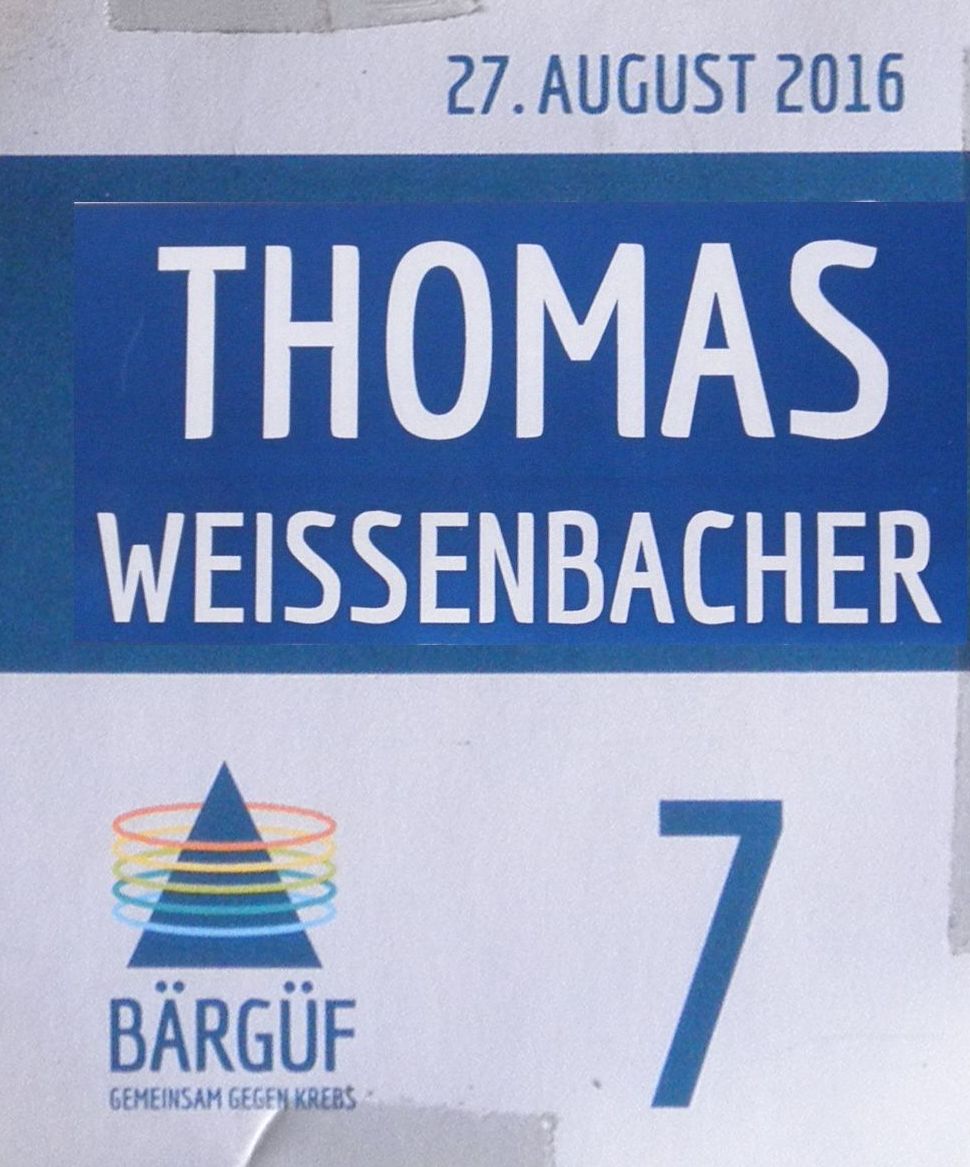 27. AUGUST 2016
THOMAS
WEISSENBACHER
7
BÄRGÜF
GEMEINSAM GEGEN KREBS